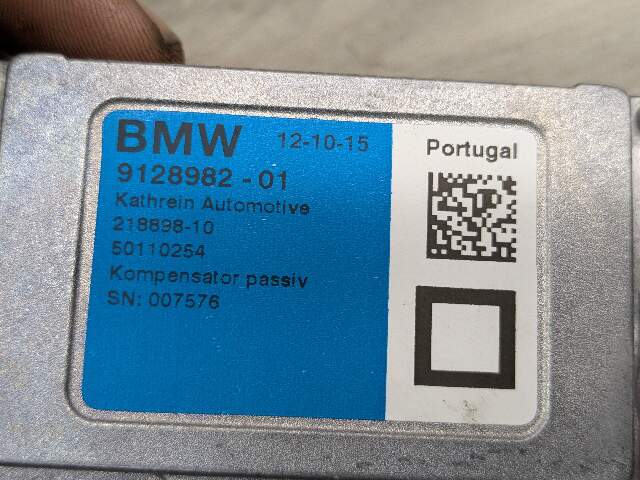 BMW 12-10-15
9128982 - 01
Kathrein Automotive
218898-10
50110254
Kompensator passiv
SN: 007576
Portugal